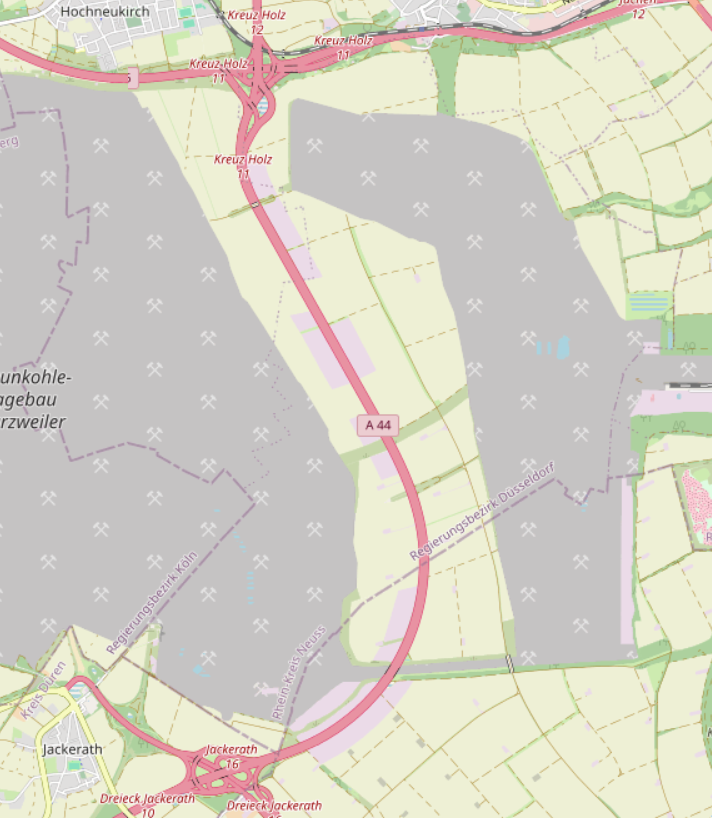 Hochneukirch
Kreuz Holz
12
Jüchen
12
Kreuz Holz
11
Kreuz Holz
11
Kreuz Holz
11
unkohle-
agebau
rzweiler
A 44
Regierungsbezirk Düsseldorf
Regierungsbezirk Köln
Rhein-Kreis Neuss
Kreis Düren
Jackerath
Jackerath
16
Dreieck Jackerath
10
Dreieck Jackerath